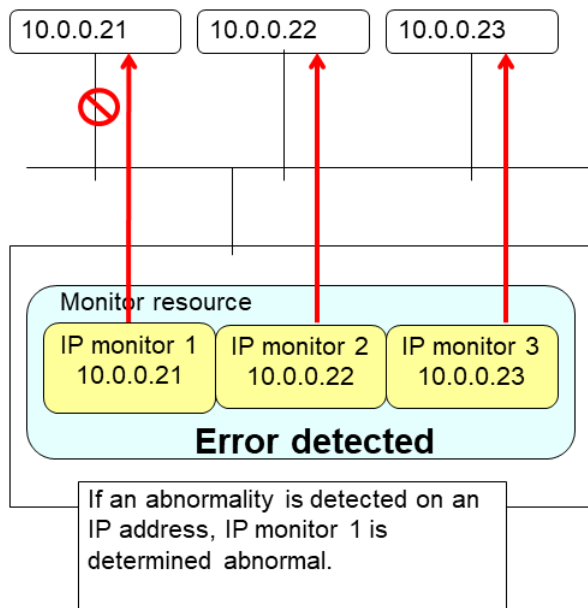 10.0.0.21
10.0.0.22
10.0.0.23
Monitor resource
IP monitor 1
10.0.0.21
IP monitor 2
10.0.0.22
IP monitor 3
10.0.0.23
Error detected
If an abnormality is detected on an
IP address, IP monitor 1 is
determined abnormal.